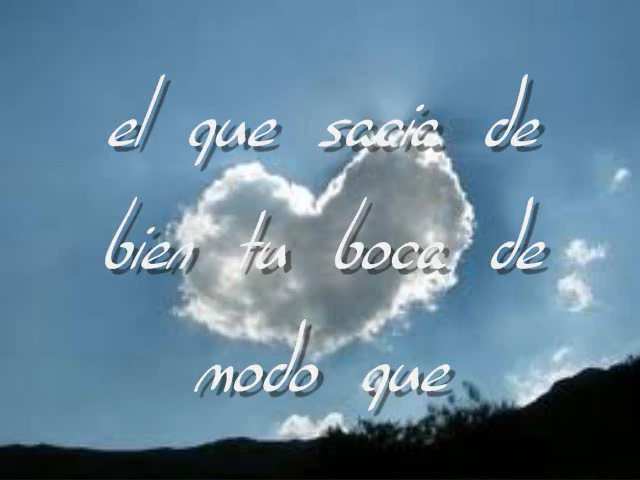 el que sacia de
bien tu boca de
modo que